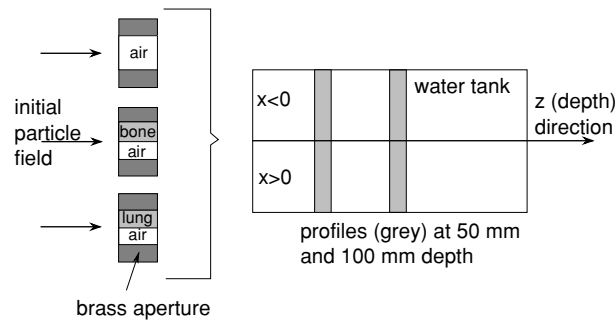 air
initial
particle
field
bone
air
lung
air
brass aperture
x<0
x>0
water tank
z (depth)
direction
profiles (grey) at 50 mm
and 100 mm depth